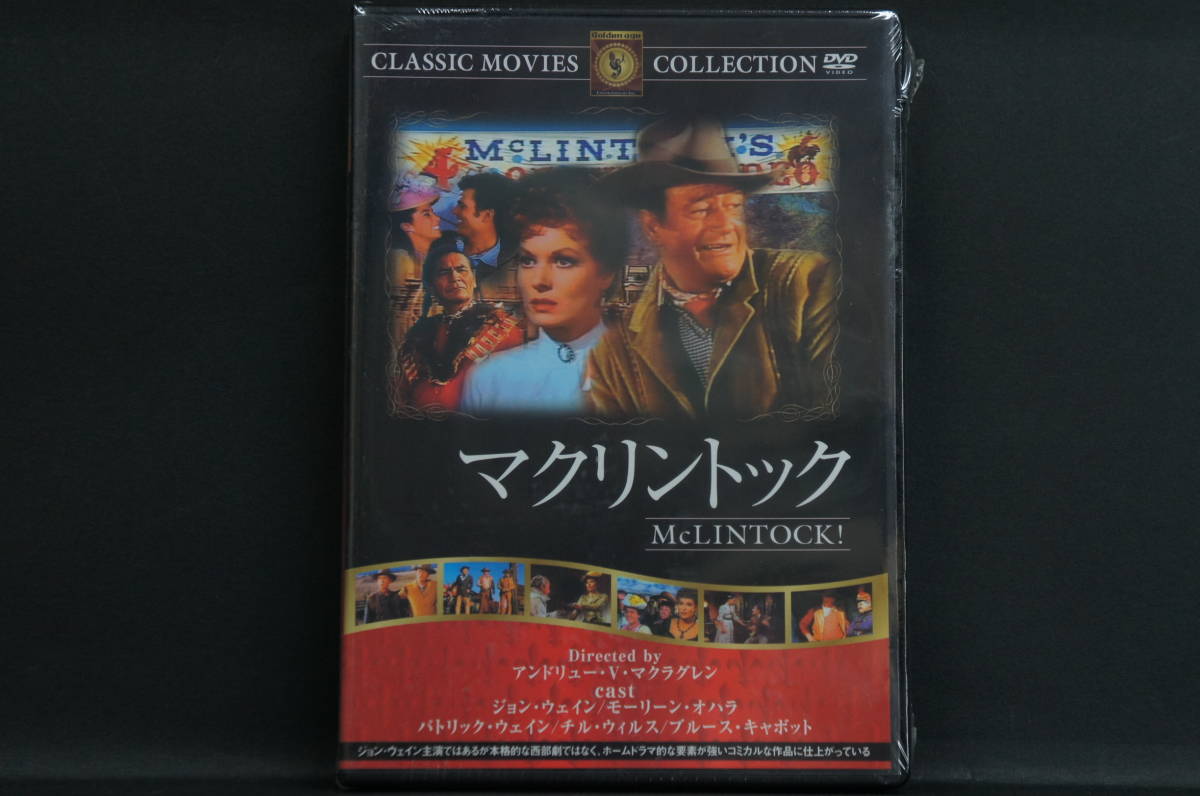 Golden age
CLASSIC MOVIES COLLECTION DVD
VIDEO
McLINT 'S
マクリントック
McLINTOCK!
Directed by
アンドリュー・V・マクラグレン
cast
ジョン・ウェイン/モーリーン・オハラ
パトリック・ウェイン/チル・ウィルス/ブルース・キャボット
ジョン・ウェイン主演ではあるが本格的な西部劇ではなく、ホームドラマ的な要素が強いコミカルな作品に仕上がっている